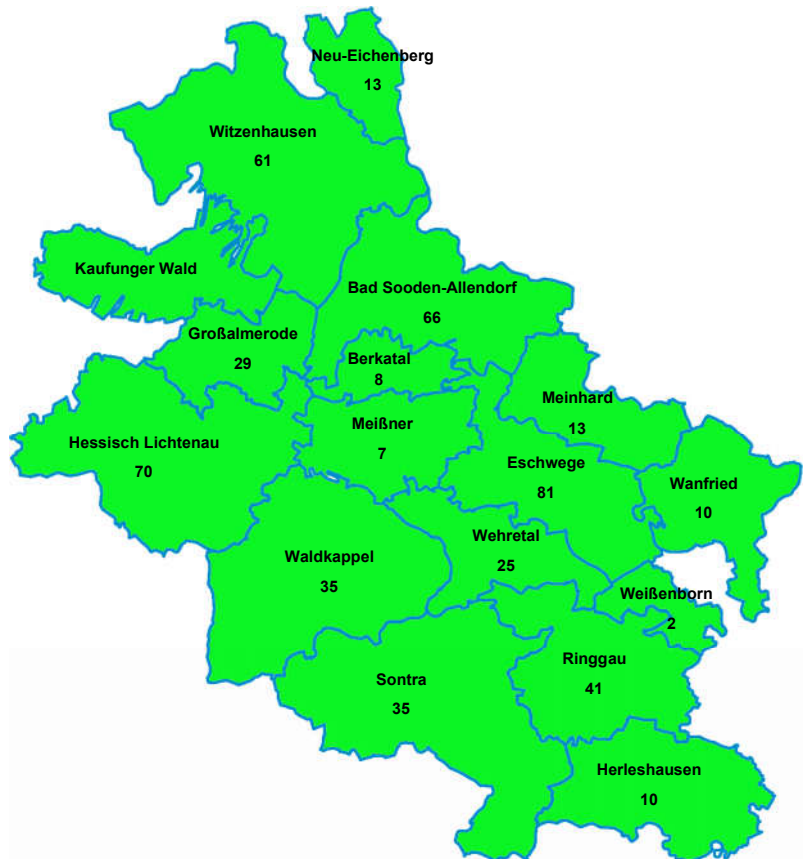 Neu-Eichenberg
13
Witzenhausen
61
Kaufunger Wald
Bad Sooden-Allendorf
66
Großalmerode
29
Berkatal
8
Meinhard
13
Meißner
7
Hessisch Lichtenau
70
Eschwege
81
Wanfried
10
Wehretal
25
Waldkappel
35
Weißenborn
2
Ringgau
41
Sontra
35
Herleshausen
10